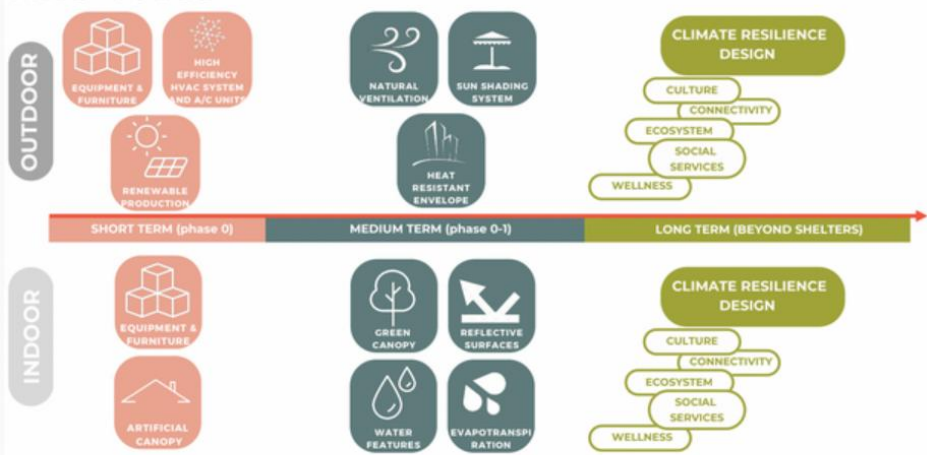 OUTDOOR
EQUIPMENT &
FURNITURE
HIGH
EFFICIENCY
HVAC SYSTEM
AND A/C UNITS
RENEWABLE
PRODUCTION
NATURAL
VENTILATION
SUN SHADING
SYSTEM
HEAT
RESISTANT
ENVELOPE
CLIMATE RESILIENCE
DESIGN
CULTURE
CONNECTIVITY
ECOSYSTEM
SOCIAL
SERVICES
WELLNESS
SHORT TERM (phase 0)
MEDIUM TERM (phase 0-1)
LONG TERM (BEYOND SHELTERS)
INDOOR
EQUIPMENT &
FURNITURE
ARTIFICIAL
CANOPY
GREEN
CANOPY
REFLECTIVE
SURFACES
WATER
FEATURES
EVAPOTRANSPI
RATION
CLIMATE RESILIENCE
DESIGN
CULTURE
CONNECTIVITY
ECOSYSTEM
SOCIAL
SERVICES
WELLNESS